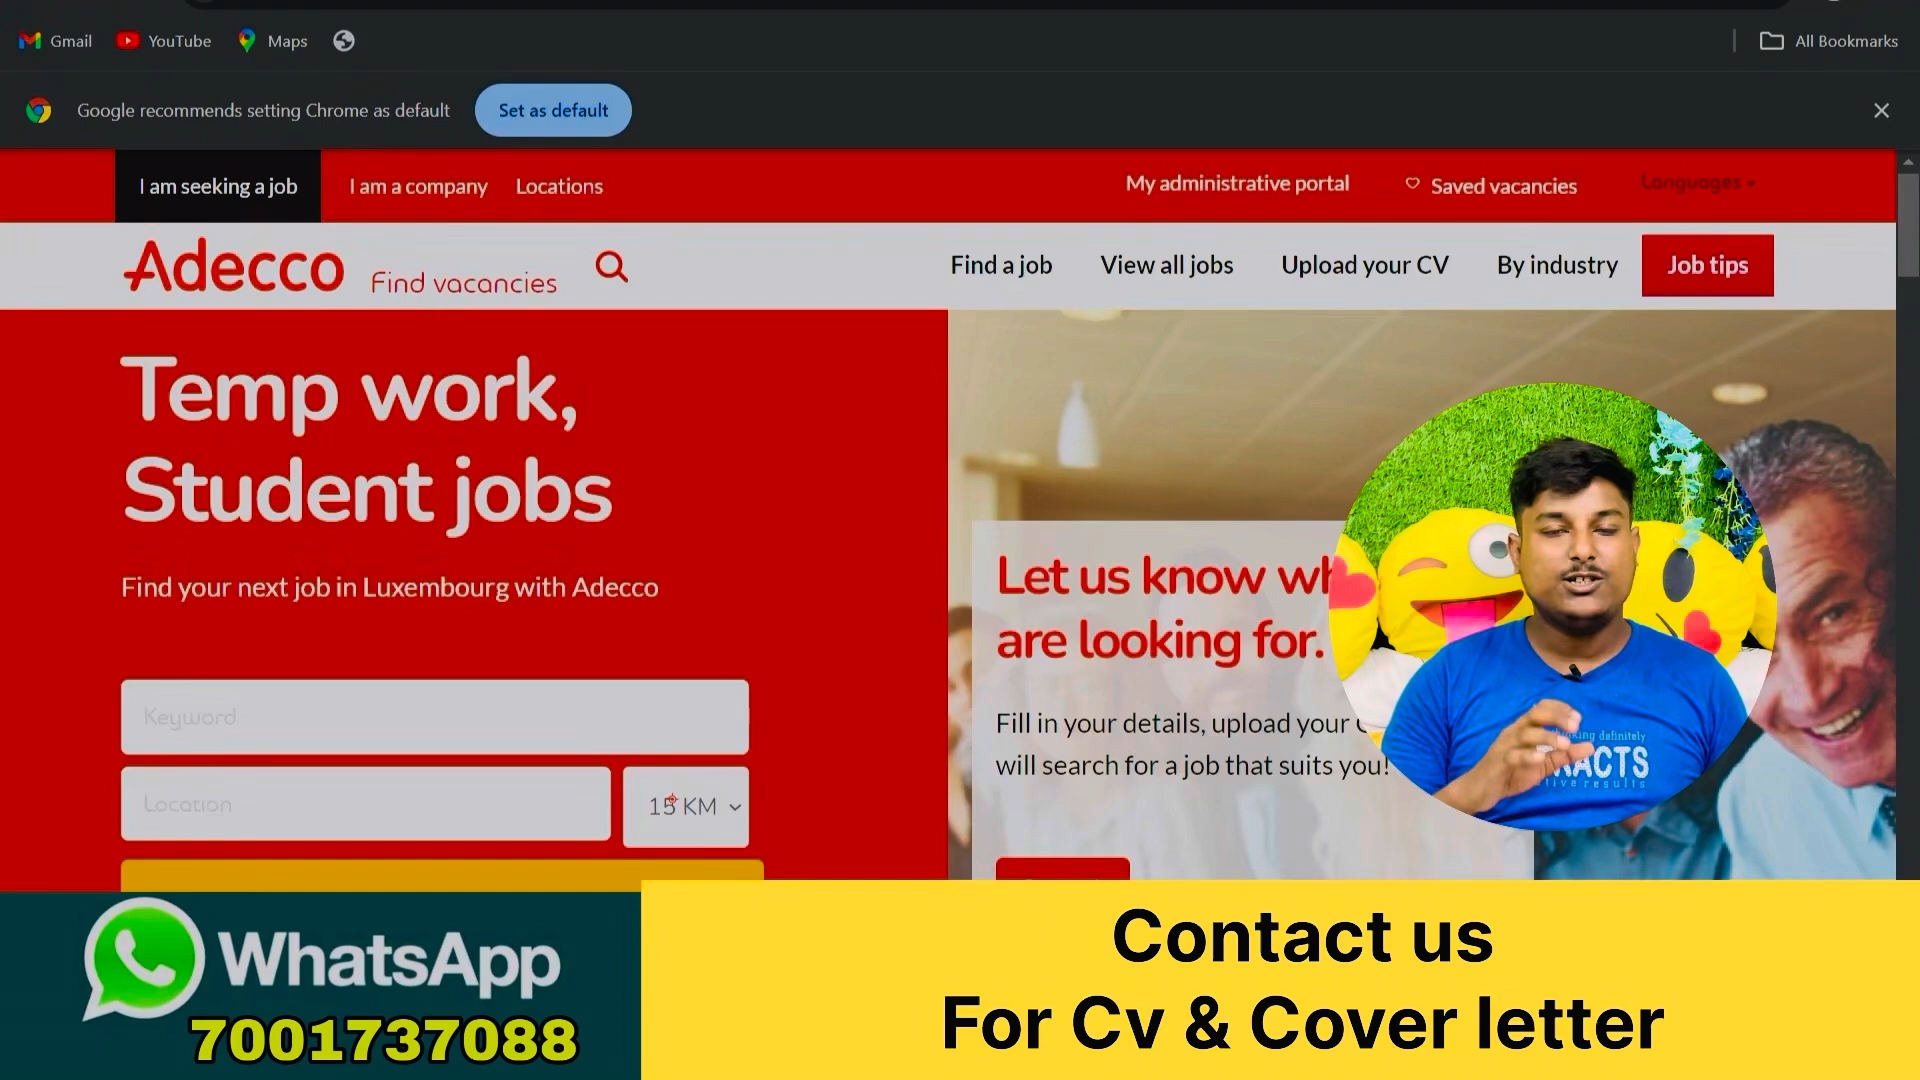 Gmail
YouTube
Maps
All Bookmarks
Google recommends setting Chrome as default
Set as default
I am seeking a job
I am a company
Locations
My administrative portal
Saved vacancies
Languages
Adecco
Find vacancies
Find a job
View all jobs
Upload your CV
By industry
Job tips
Temp work,
Student jobs
Find your next job in Luxembourg with Adecco
Keyword
Location
15 KM
Let us know
are looking for.
Fill in your details, upload your
will search for a job that suits you!
definitely
results
WhatsApp
7001737088
Contact us
For Cv & Cover letter